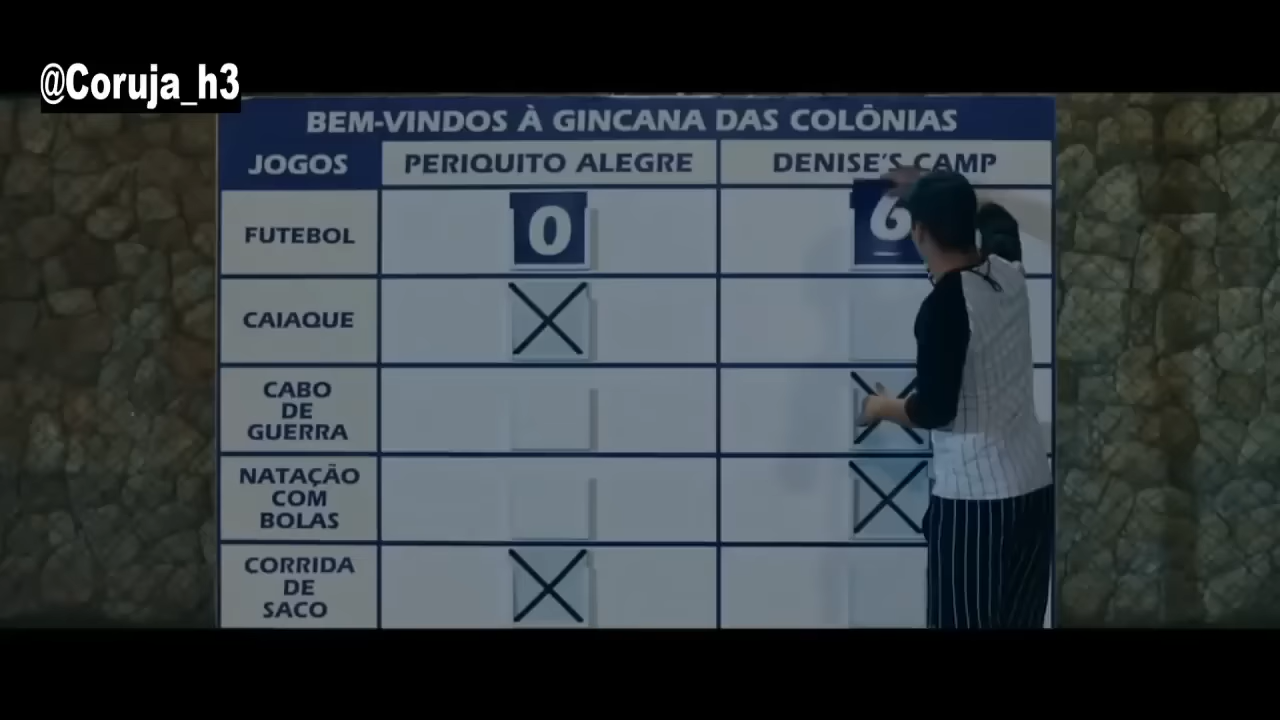 @Coruja_h3
BEM-VINDOS À GINCANA DAS COLÔNIAS
JOGOS PERIQUITO ALEGRE DENISE'S CAMP
FUTEBOL 0 6
CAIAQUE X
CABO
DE
GUERRA X
NATAÇÃO
COM
BOLAS X
CORRIDA
DE
SACO X